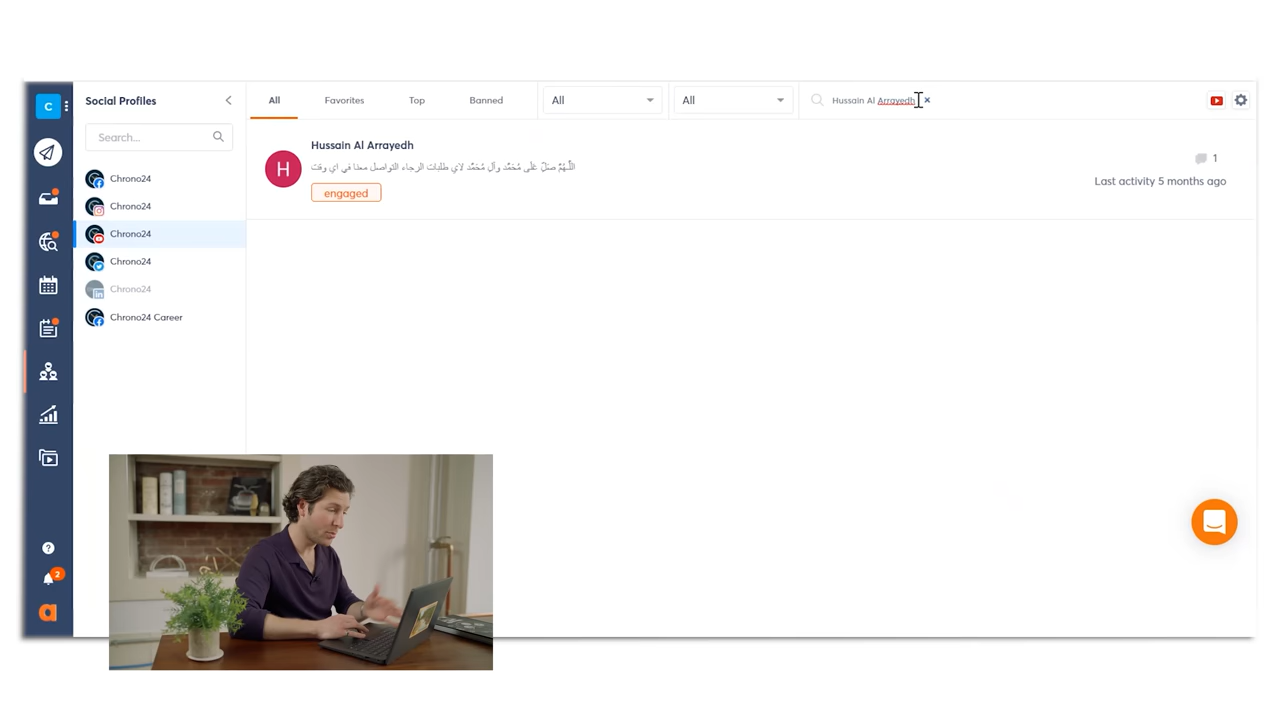 C
Social Profiles
All
Favorites
Top
Banned
All
All
Hussain Al Arrayedh
Search...
Chrono24
Chrono24
Chrono24
Chrono24
Chrono24
Chrono24 Career
H
Hussain Al Arrayedh
اللَّـهُمَّ صَلِّ عَلَى مُحَمَّد وَآلِ مُحَمَّد لاي طلبات الرجاء التواصل معنا في اي وقت
engaged
1
Last activity 5 months ago
?
2
a